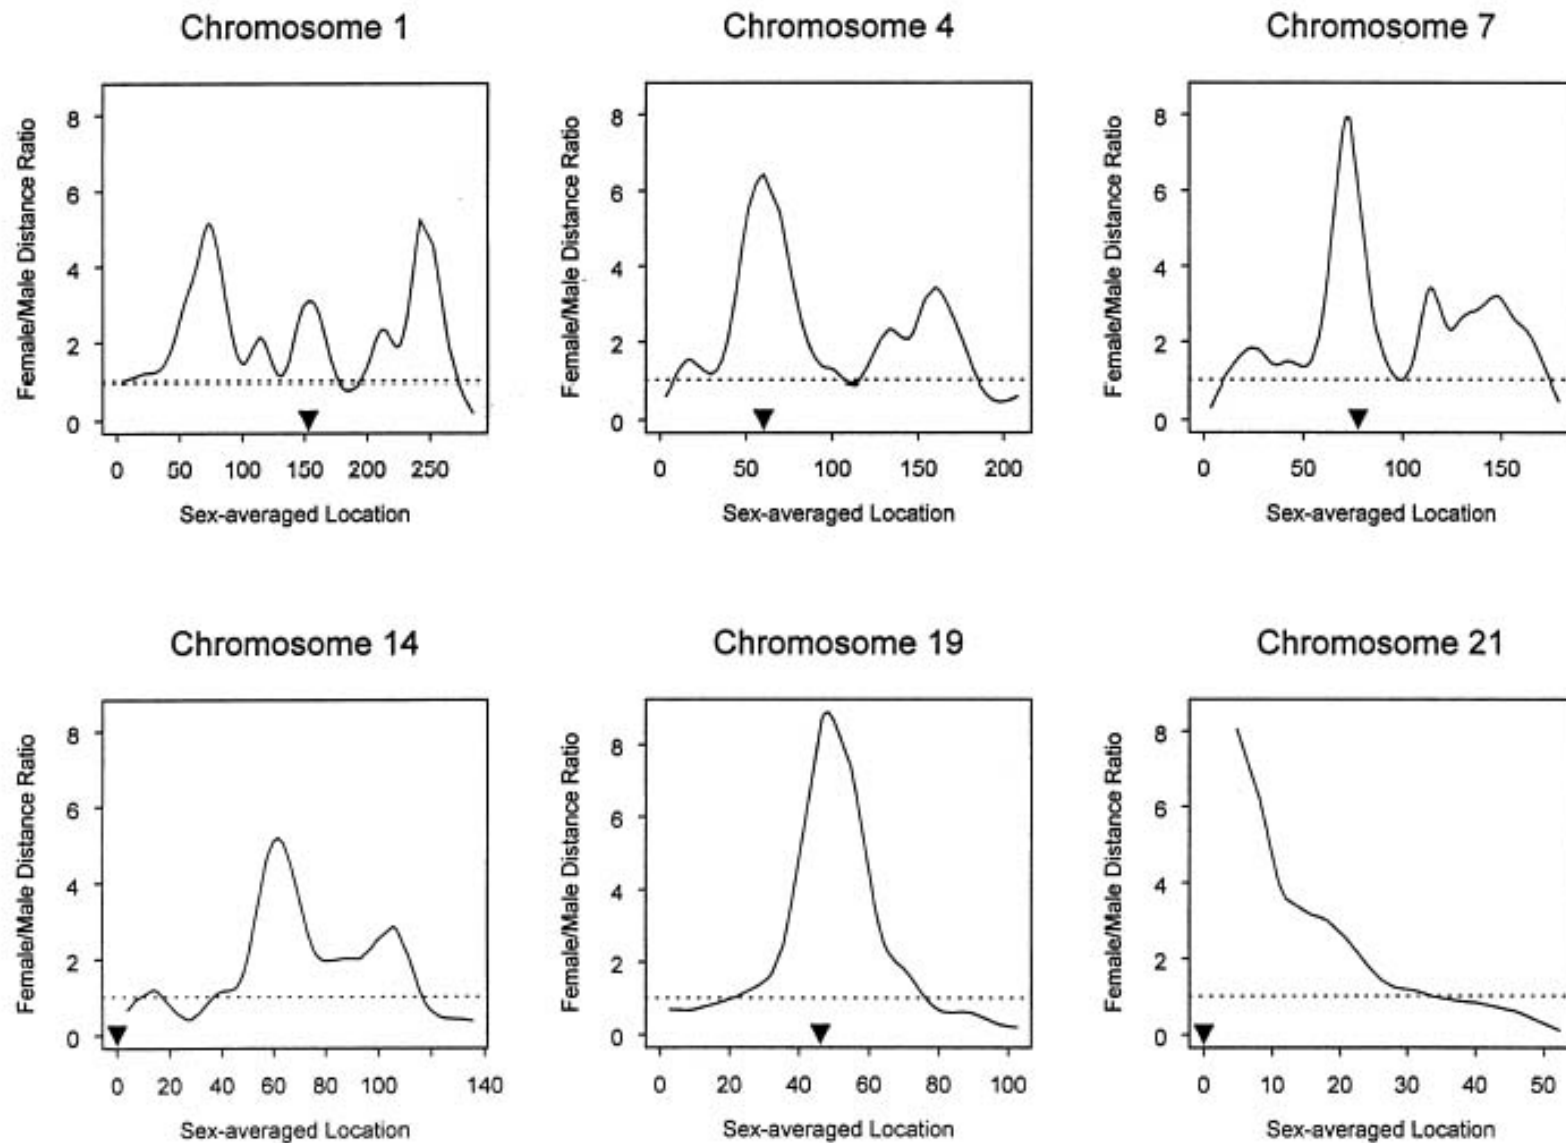 Chromosome 1
Female/Male Distance Ratio
8
6
4
2
0
0 50 100 150 200 250
Sex-averaged Location
Chromosome 4
Female/Male Distance Ratio
8
6
4
2
0
0 50 100 150 200
Sex-averaged Location
Chromosome 7
Female/Male Distance Ratio
8
6
4
2
0
0 50 100 150
Sex-averaged Location
Chromosome 14
Female/Male Distance Ratio
8
6
4
2
0
0 20 40 60 80 100 140
Sex-averaged Location
Chromosome 19
Female/Male Distance Ratio
8
6
4
2
0
0 20 40 60 80 100
Sex-averaged Location
Chromosome 21
Female/Male Distance Ratio
8
6
4
2
0
0 10 20 30 40 50
Sex-averaged Location